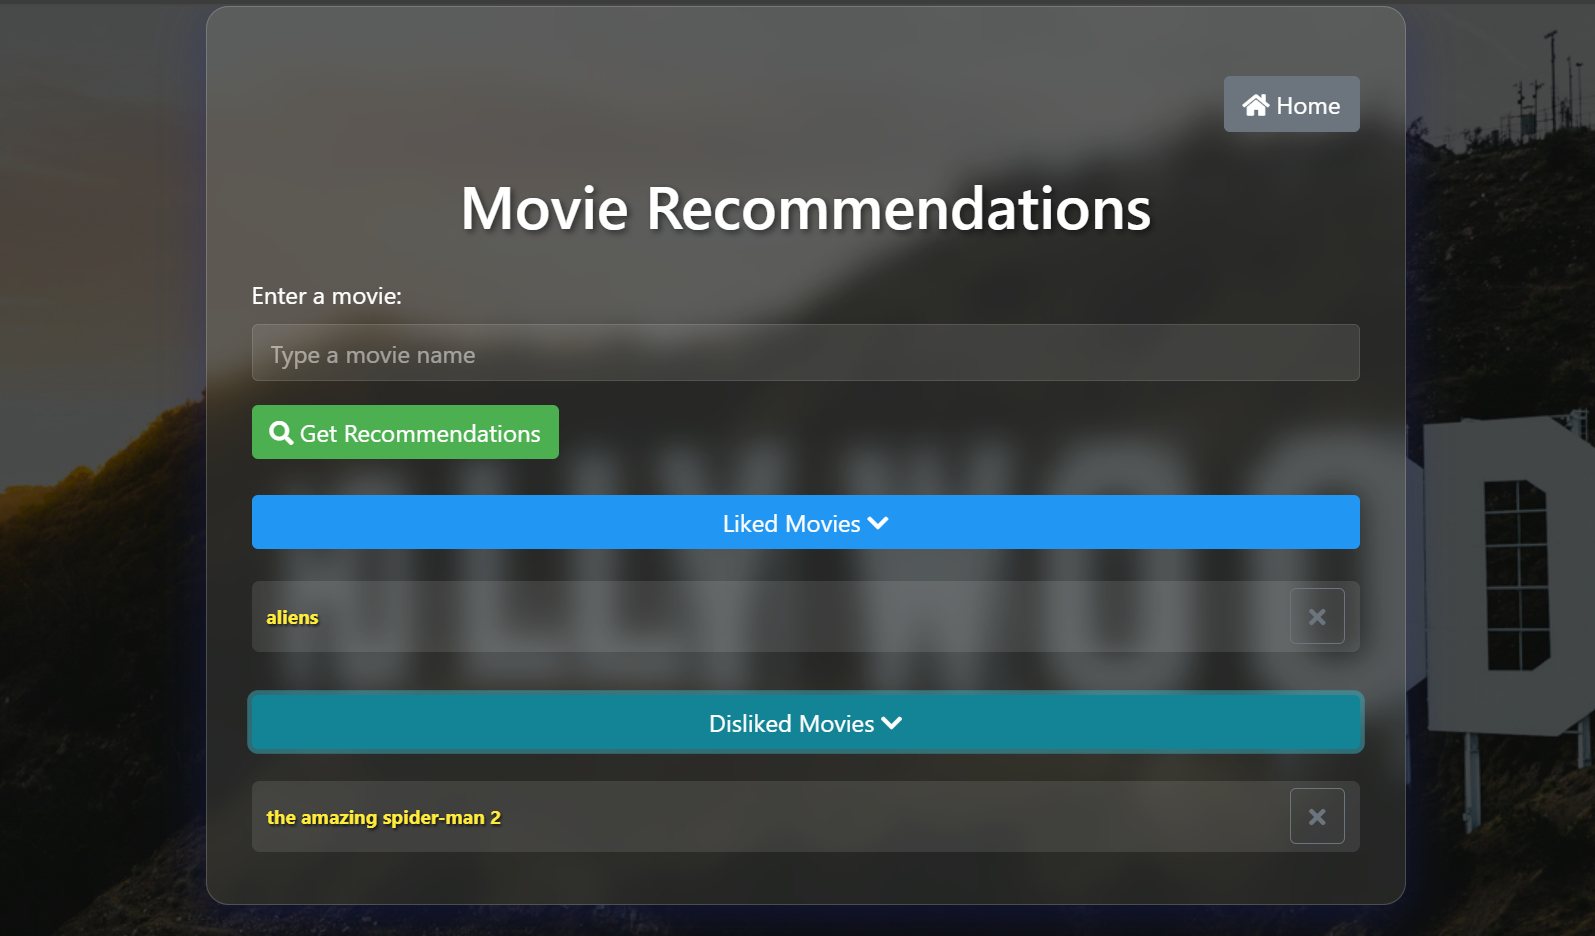 Home
Movie Recommendations
Enter a movie:
Type a movie name
Get Recommendations
Liked Movies
aliens
Disliked Movies
the amazing spider-man 2